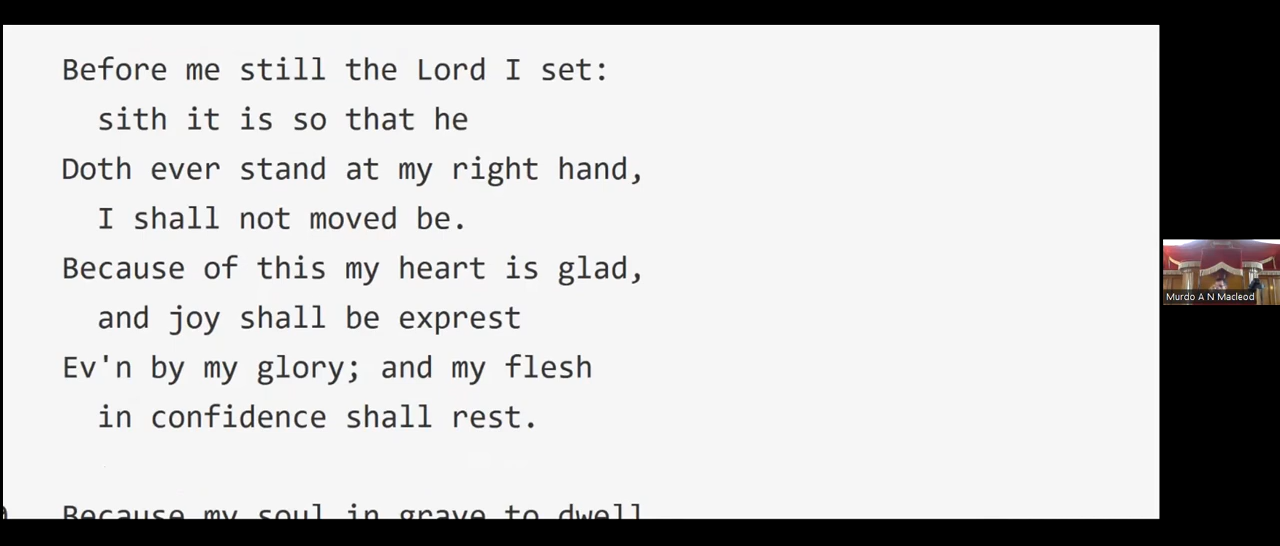 Before me still the Lord I set:
sith it is so that he
Doth ever stand at my right hand,
I shall not moved be.
Because of this my heart is glad,
and joy shall be exprest
Ev'n by my glory; and my flesh
in confidence shall rest.
Because my soul in grave to dwell
Murdo A N Macleod